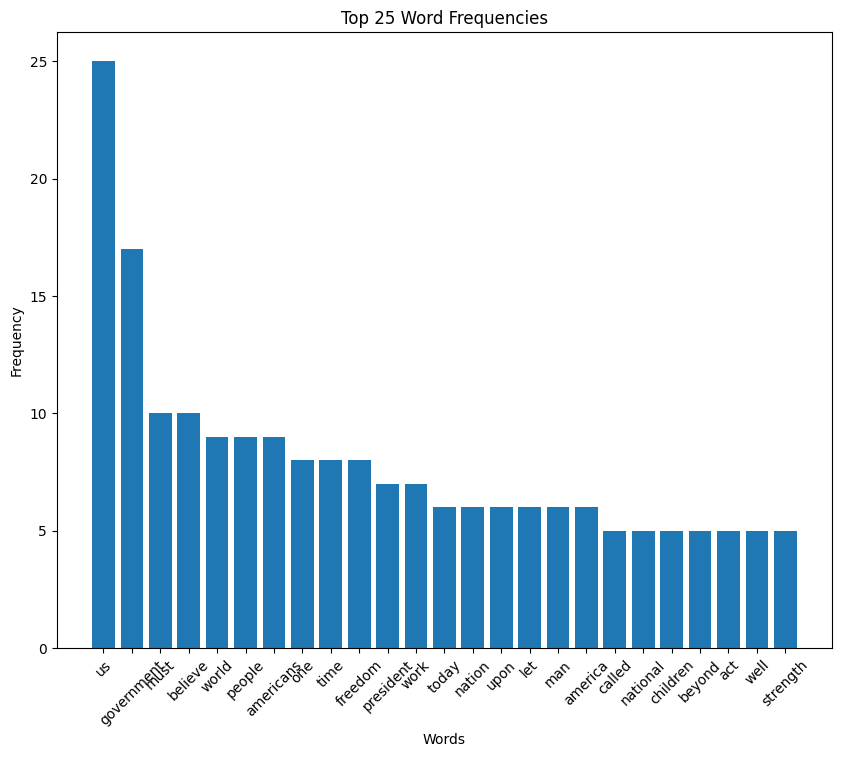 Top 25 Word Frequencies
25
20
15
10
5
0
Frequency
us
government
must
believe
world
people
americans
one
time
freedom
president
work
today
nation
upon
let
man
america
called
national
children
beyond
act
well
strength
Words